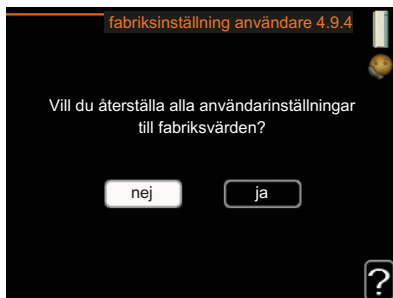 fabriksinställning användare 4.9.4
Vill du återställa alla användarinställningar
till fabriksvärden?
nej
ja
?